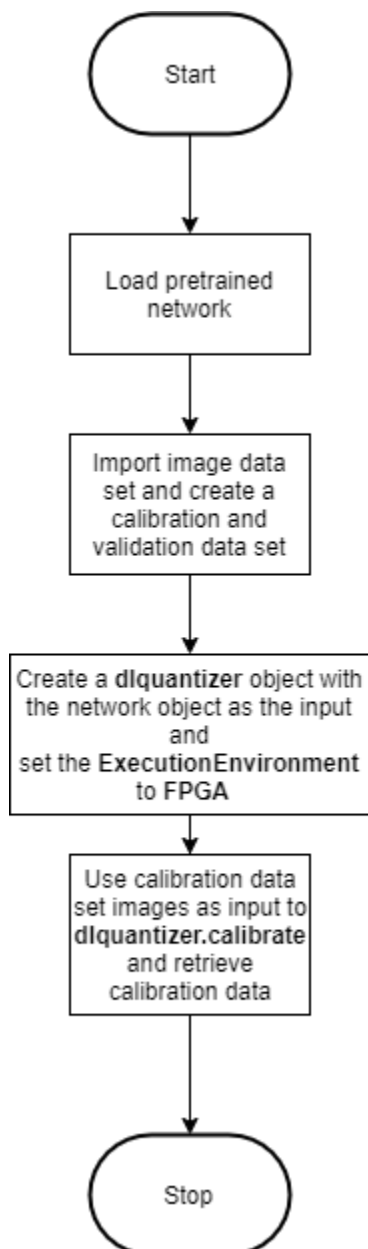 Start
Load pretrained
network
Import image data
set and create a
calibration and
validation data set
Create a dlquantizer object with
the network object as the input
and
set the ExecutionEnvironment
to FPGA
Use calibration data
set images as input to
dlquantizer.calibrate
and retrieve
calibration data
Stop